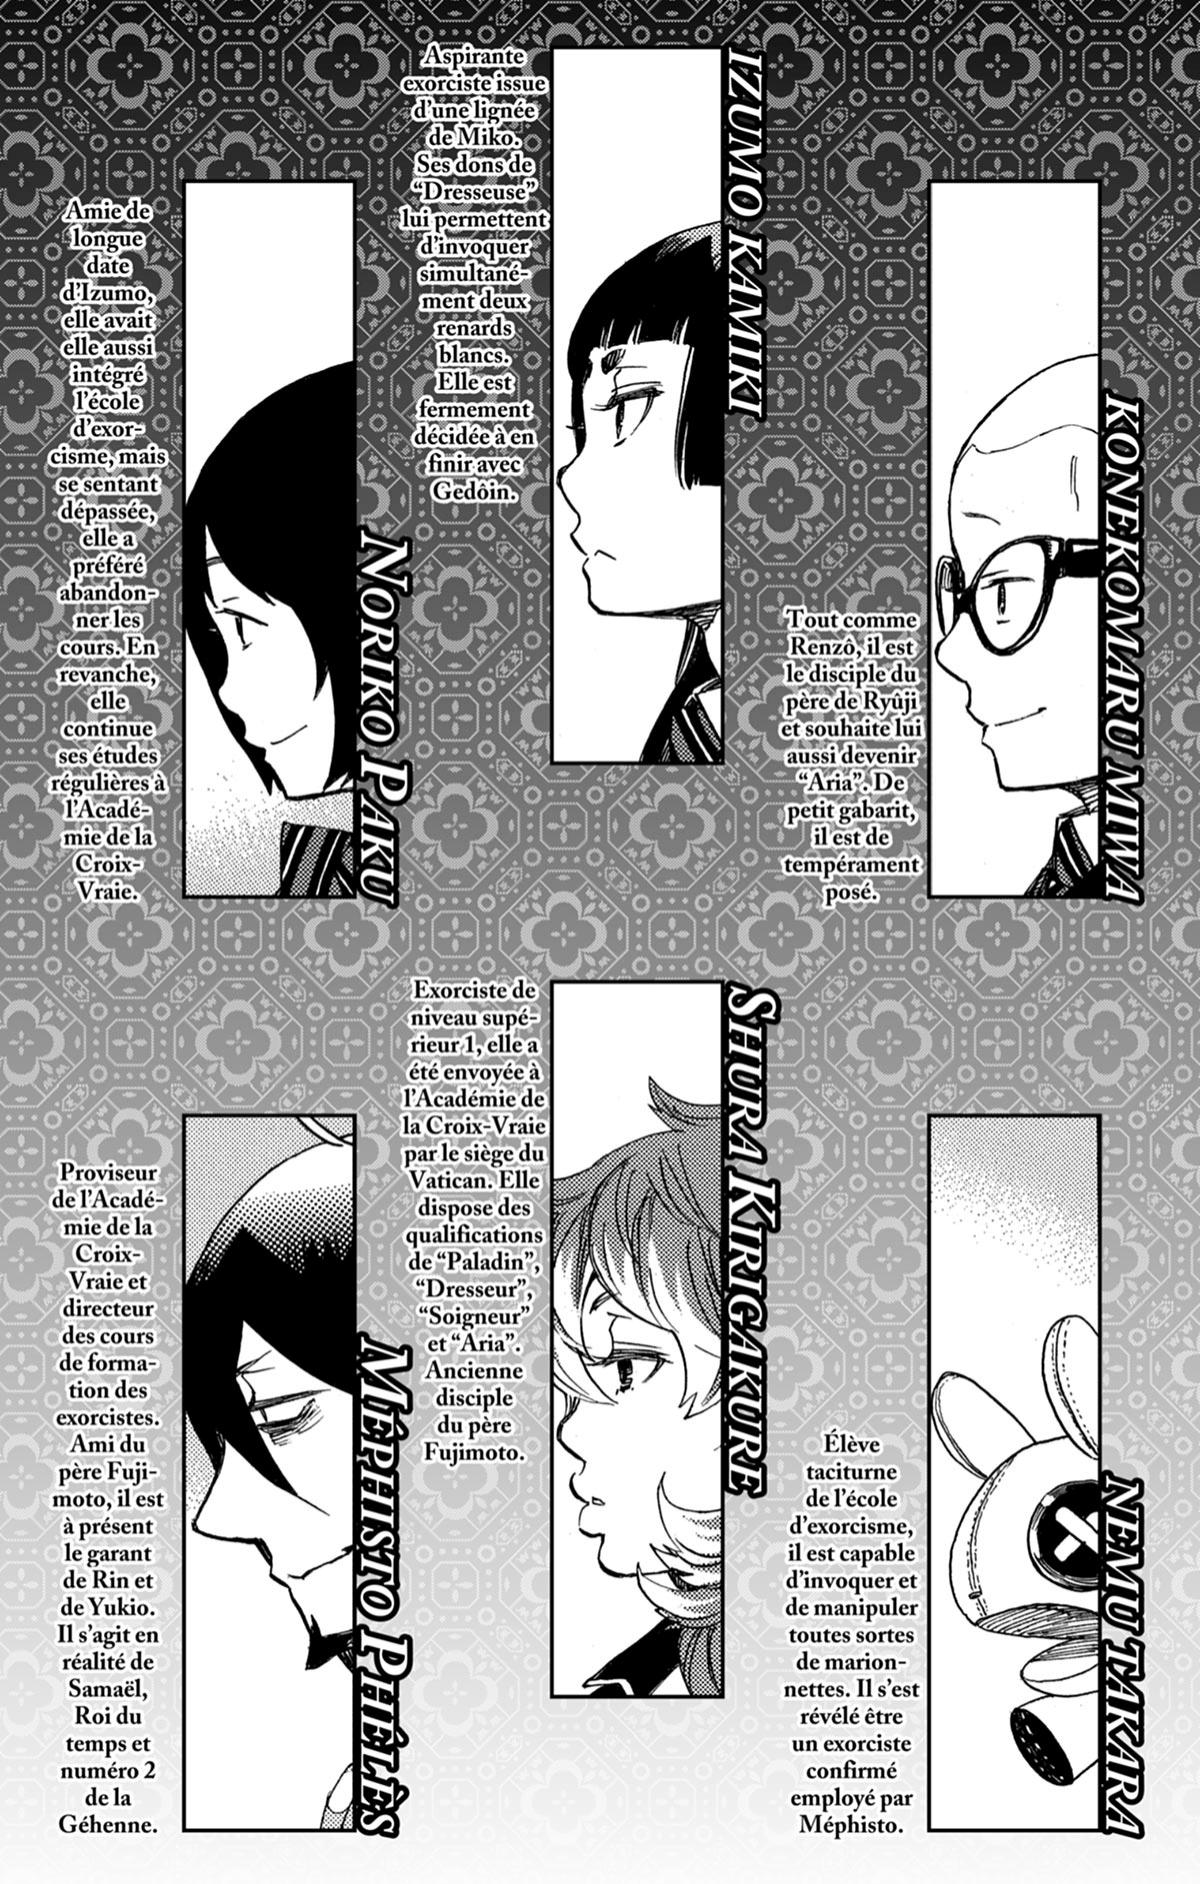 KONEKOMARU MIWA
Tout comme
Renzô, il est
le disciple du
père de Ryûji
et souhaite lui
aussi devenir
“Aria”. De
petit gabarit,
il est de
tempérament
posé.
IZUMO KAMIKI
Aspirante
exorciste issue
d’une lignée
de Miko.
Ses dons de
“Dresseuse”
lui permettent
d’invoquer
simultané-
ment deux
renards
blancs.
Elle est
fermement
décidée à en
finir avec
Gedôin.
NORIKO PAKU
Amie de
longue
date
d’Izumo,
elle avait
elle aussi
intégré
l’école
d’exor-
cisme, mais
se sentant
dépassée,
elle a
préféré
abandon-
ner les
cours. En
revanche,
elle
continue
ses études
régulières à
l’Acadé-
mie de la
Croix-
Vraie.
NEMU TAKARA
Élève
taciturne
de l’école
d’exorcisme,
il est capable
d’invoquer et
de manipuler
toutes sortes
de marion-
nettes. Il s’est
révélé être
un exorciste
confirmé
employé par
Méphisto.
SHURA KIRIGAKURE
Exorciste de
niveau supé-
rieur 1, elle a
été envoyée à
l’Académie de
la Croix-Vraie
par le siège du
Vatican. Elle
dispose des
qualifications
de “Paladin”,
“Dresseur”,
“Soigneur”
et “Aria”.
Ancienne
disciple
du père
Fujimoto.
MÉPHISTO PHÉLÈS
Proviseur
de l’Acadé-
mie de la
Croix-
Vraie et
directeur
des cours
de forma-
tion des
exorcistes.
Ami du
père Fuji-
moto, il est
à présent
le garant
de Rin et
de Yukio.
Il s’agit en
réalité de
Samaël,
Roi du
temps et
numéro 2
de la
Géhenne.